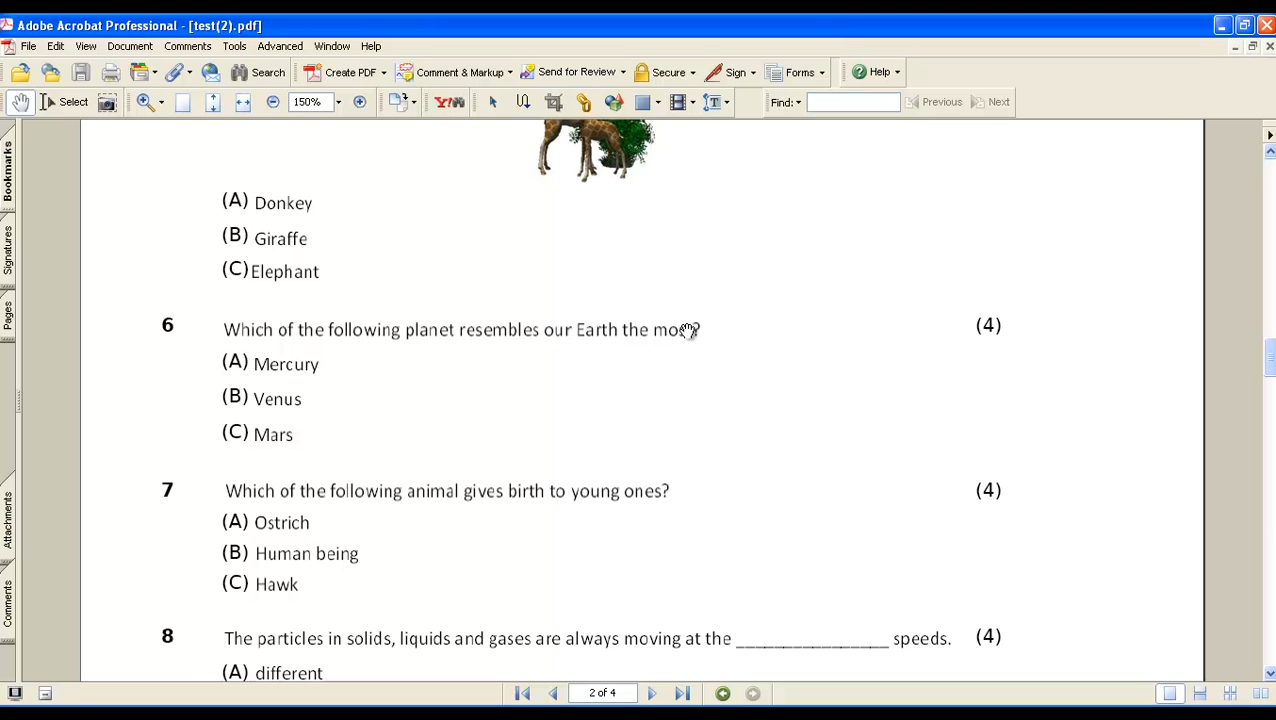 Adobe Acrobat Professional - [test(2).pdf]
File Edit View Document Comments Tools Advanced Window Help
Search Create PDF Comment & Markup Send for Review Secure Sign Forms Help
Select 150% Y! Find: Previous Next
Bookmarks
Signatures
Pages
Attachments
Comments
(A) Donkey
(B) Giraffe
(C) Elephant
6 Which of the following planet resembles our Earth the most? (4)
(A) Mercury
(B) Venus
(C) Mars
7 Which of the following animal gives birth to young ones? (4)
(A) Ostrich
(B) Human being
(C) Hawk
8 The particles in solids, liquids and gases are always moving at the ________________ speeds. (4)
(A) different
2 of 4